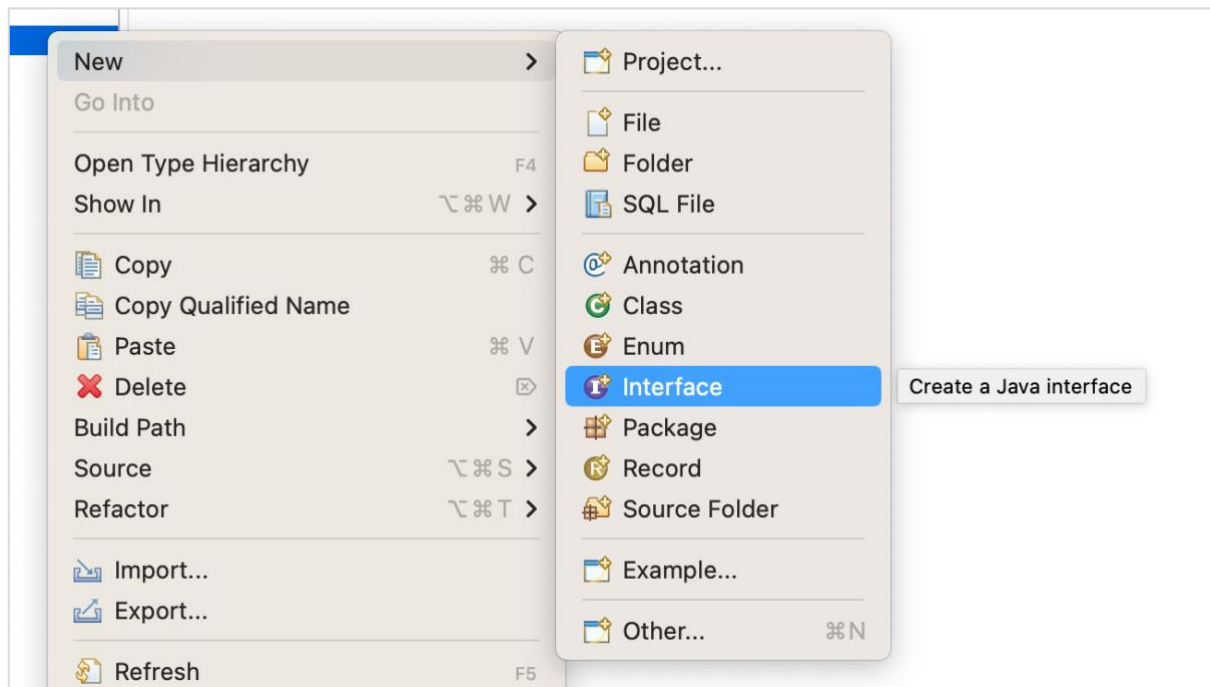 New
Go Into
Open Type Hierarchy F4
Show In ⌥⌘W
Copy ⌘C
Copy Qualified Name
Paste ⌘V
Delete ⌦
Build Path
Source ⌥⌘S
Refactor ⌥⌘T
Import...
Export...
Refresh F5
Project...
File
Folder
SQL File
Annotation
Class
Enum
Interface
Package
Record
Source Folder
Example...
Other... ⌘N
Create a Java interface